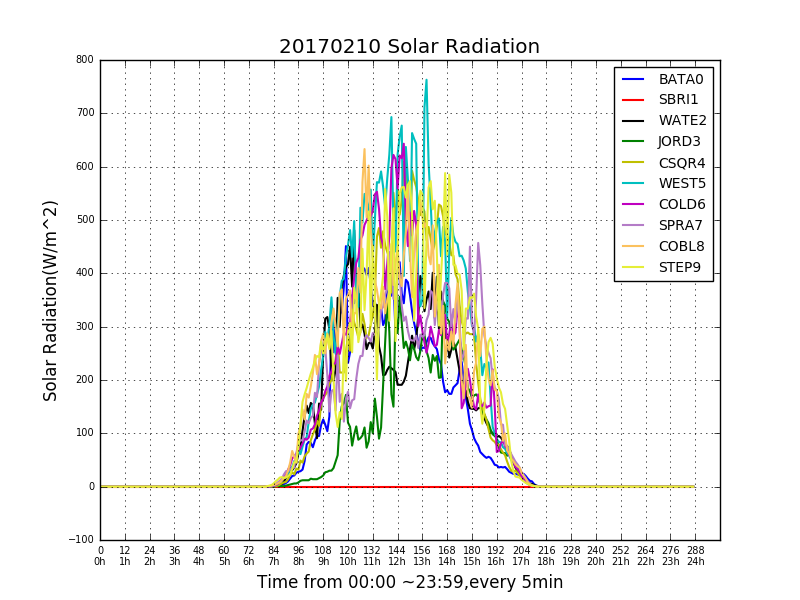 20170210 Solar Radiation
Solar Radiation(W/m^2)
800
700
600
500
400
300
200
100
0
−100
BATA0
SBRI1
WATE2
JORD3
CSQR4
WEST5
COLD6
SPRA7
COBL8
STEP9
0 12 24 36 48 60 72 84 96 108 120 132 144 156 168 180 192 204 216 228 240 252 264 276 288
0h 1h 2h 3h 4h 5h 6h 7h 8h 9h 10h 11h 12h 13h 14h 15h 16h 17h 18h 19h 20h 21h 22h 23h 24h
Time from 00:00 ~23:59,every 5min